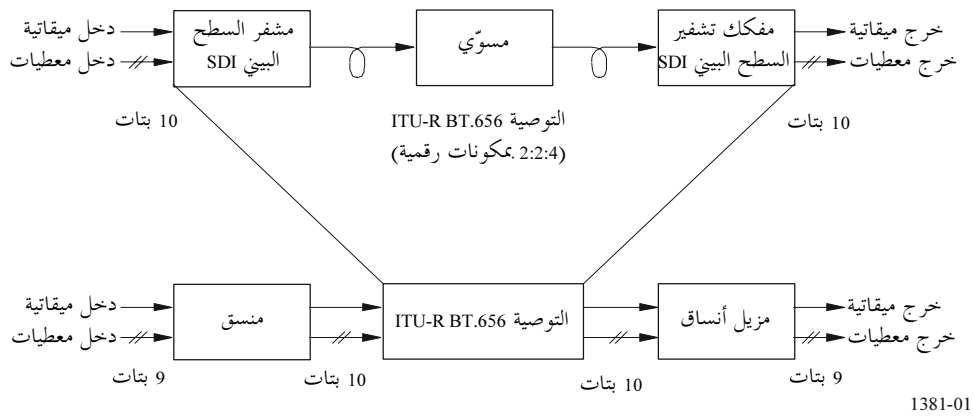 دخل ميقاتية
دخل معطيات
مشفر السطح
البيني SDI
مسوّي
مفكك تشفير
السطح البيني SDI
خرج ميقاتية
خرج معطيات
10 بتات
التوصية ITU-R BT.656
(2:2:4 بمكونات رقمية)
10 بتات
دخل ميقاتية
دخل معطيات
منسق
التوصية ITU-R BT.656
مزيل أنساق
خرج ميقاتية
خرج معطيات
9 بتات
10 بتات
10 بتات
9 بتات
1381-01